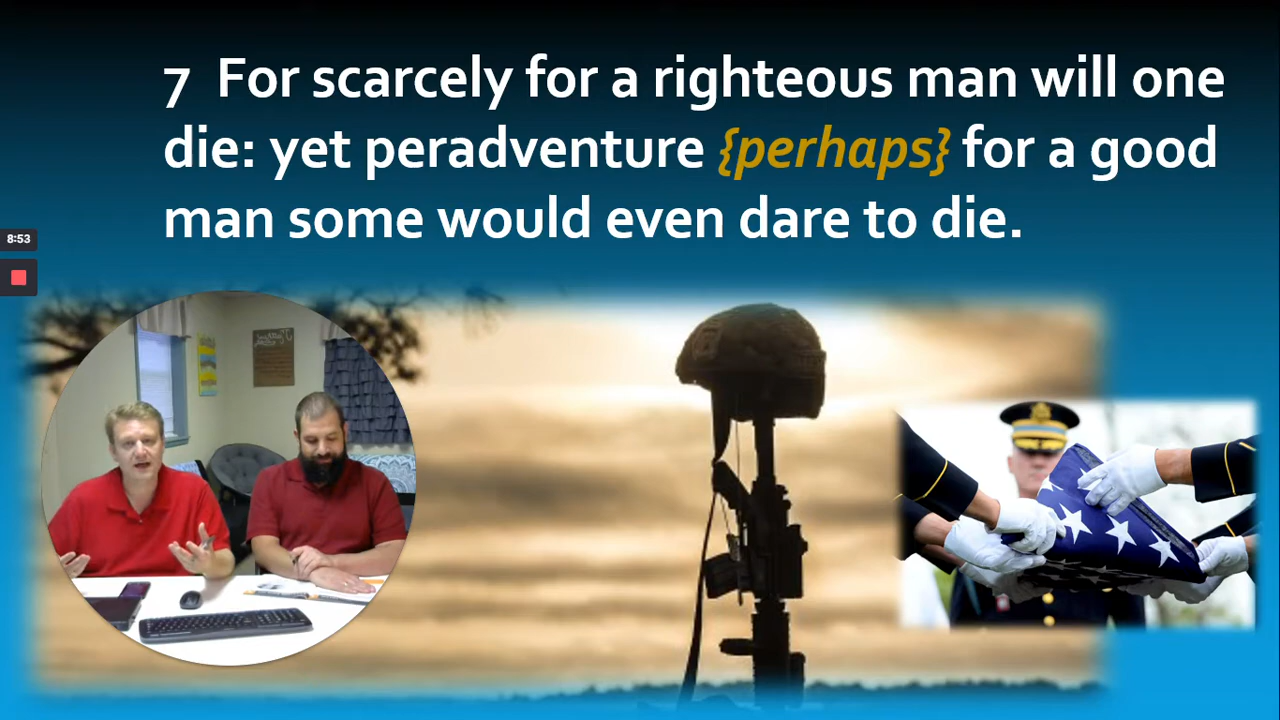 7 For scarcely for a righteous man will one
die: yet peradventure {perhaps} for a good
man some would even dare to die.
8:53